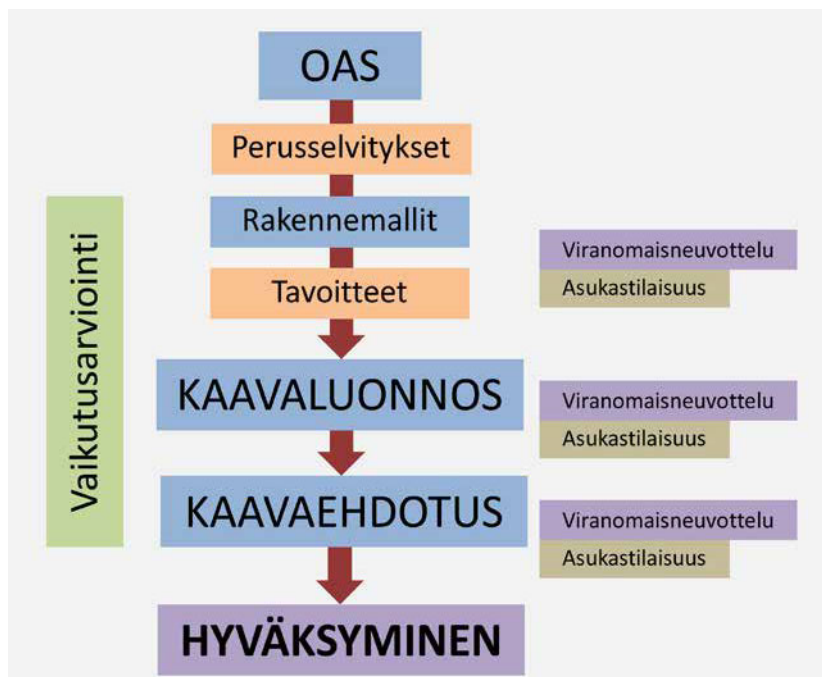 OAS
Perusselvitykset
Vaikutusarviointi
Rakennemallit
Viranomaisneuvottelu
Tavoitteet
Asukastilaisuus
KAAVALUONNOS
Viranomaisneuvottelu
Asukastilaisuus
KAAVAEHDOTUS
Viranomaisneuvottelu
Asukastilaisuus
HYVÄKSYMINEN